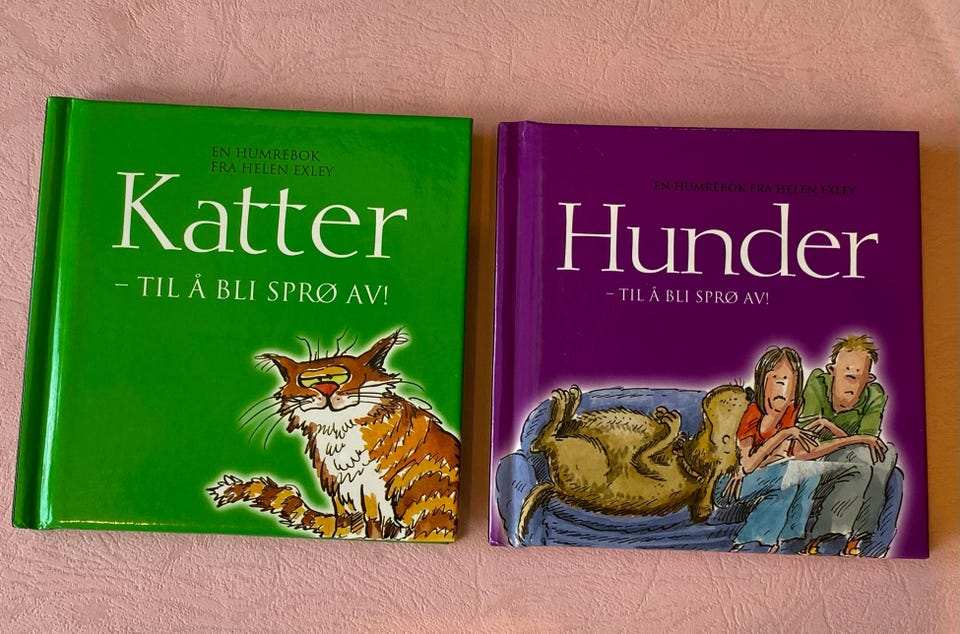 EN HUMREBOK
FRA HELEN EXLEY
Katter
– TIL Å BLI SPRØ AV!
EN HUMREBOK FRA HELEN EXLEY
Hunder
– TIL Å BLI SPRØ AV!